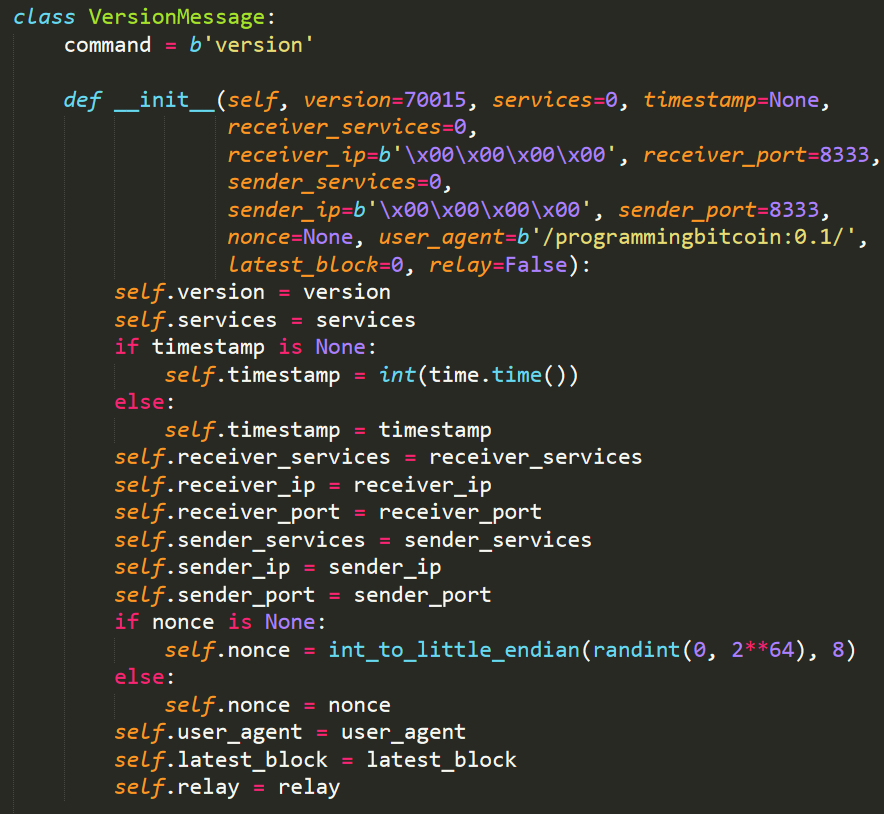 class VersionMessage:
    command = b'version'

    def __init__(self, version=70015, services=0, timestamp=None,
                 receiver_services=0,
                 receiver_ip=b'\x00\x00\x00\x00', receiver_port=8333,
                 sender_services=0,
                 sender_ip=b'\x00\x00\x00\x00', sender_port=8333,
                 nonce=None, user_agent=b'/programmingbitcoin:0.1/',
                 latest_block=0, relay=False):
        self.version = version
        self.services = services
        if timestamp is None:
            self.timestamp = int(time.time())
        else:
            self.timestamp = timestamp
        self.receiver_services = receiver_services
        self.receiver_ip = receiver_ip
        self.receiver_port = receiver_port
        self.sender_services = sender_services
        self.sender_ip = sender_ip
        self.sender_port = sender_port
        if nonce is None:
            self.nonce = int_to_little_endian(randint(0, 2**64), 8)
        else:
            self.nonce = nonce
        self.user_agent = user_agent
        self.latest_block = latest_block
        self.relay = relay